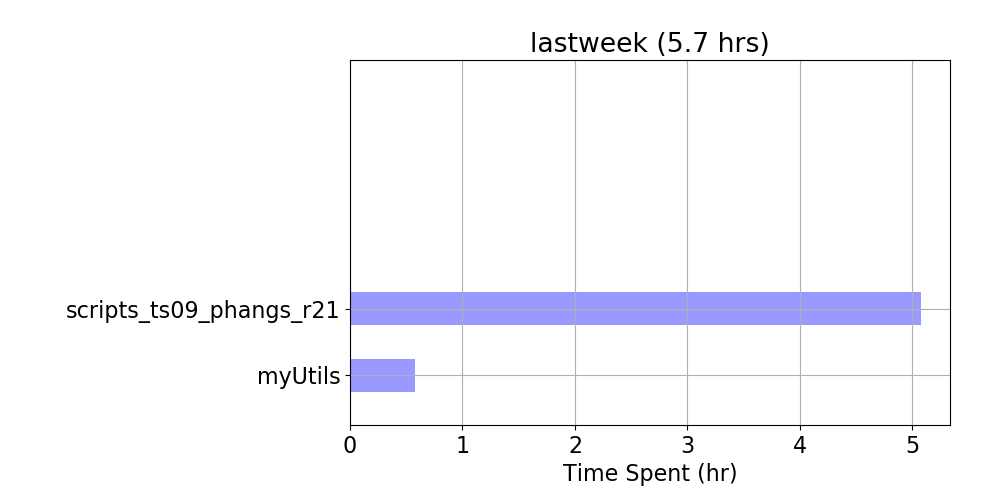 lastweek (5.7 hrs)
scripts_ts09_phangs_r21
myUtils
0 1 2 3 4 5
Time Spent (hr)